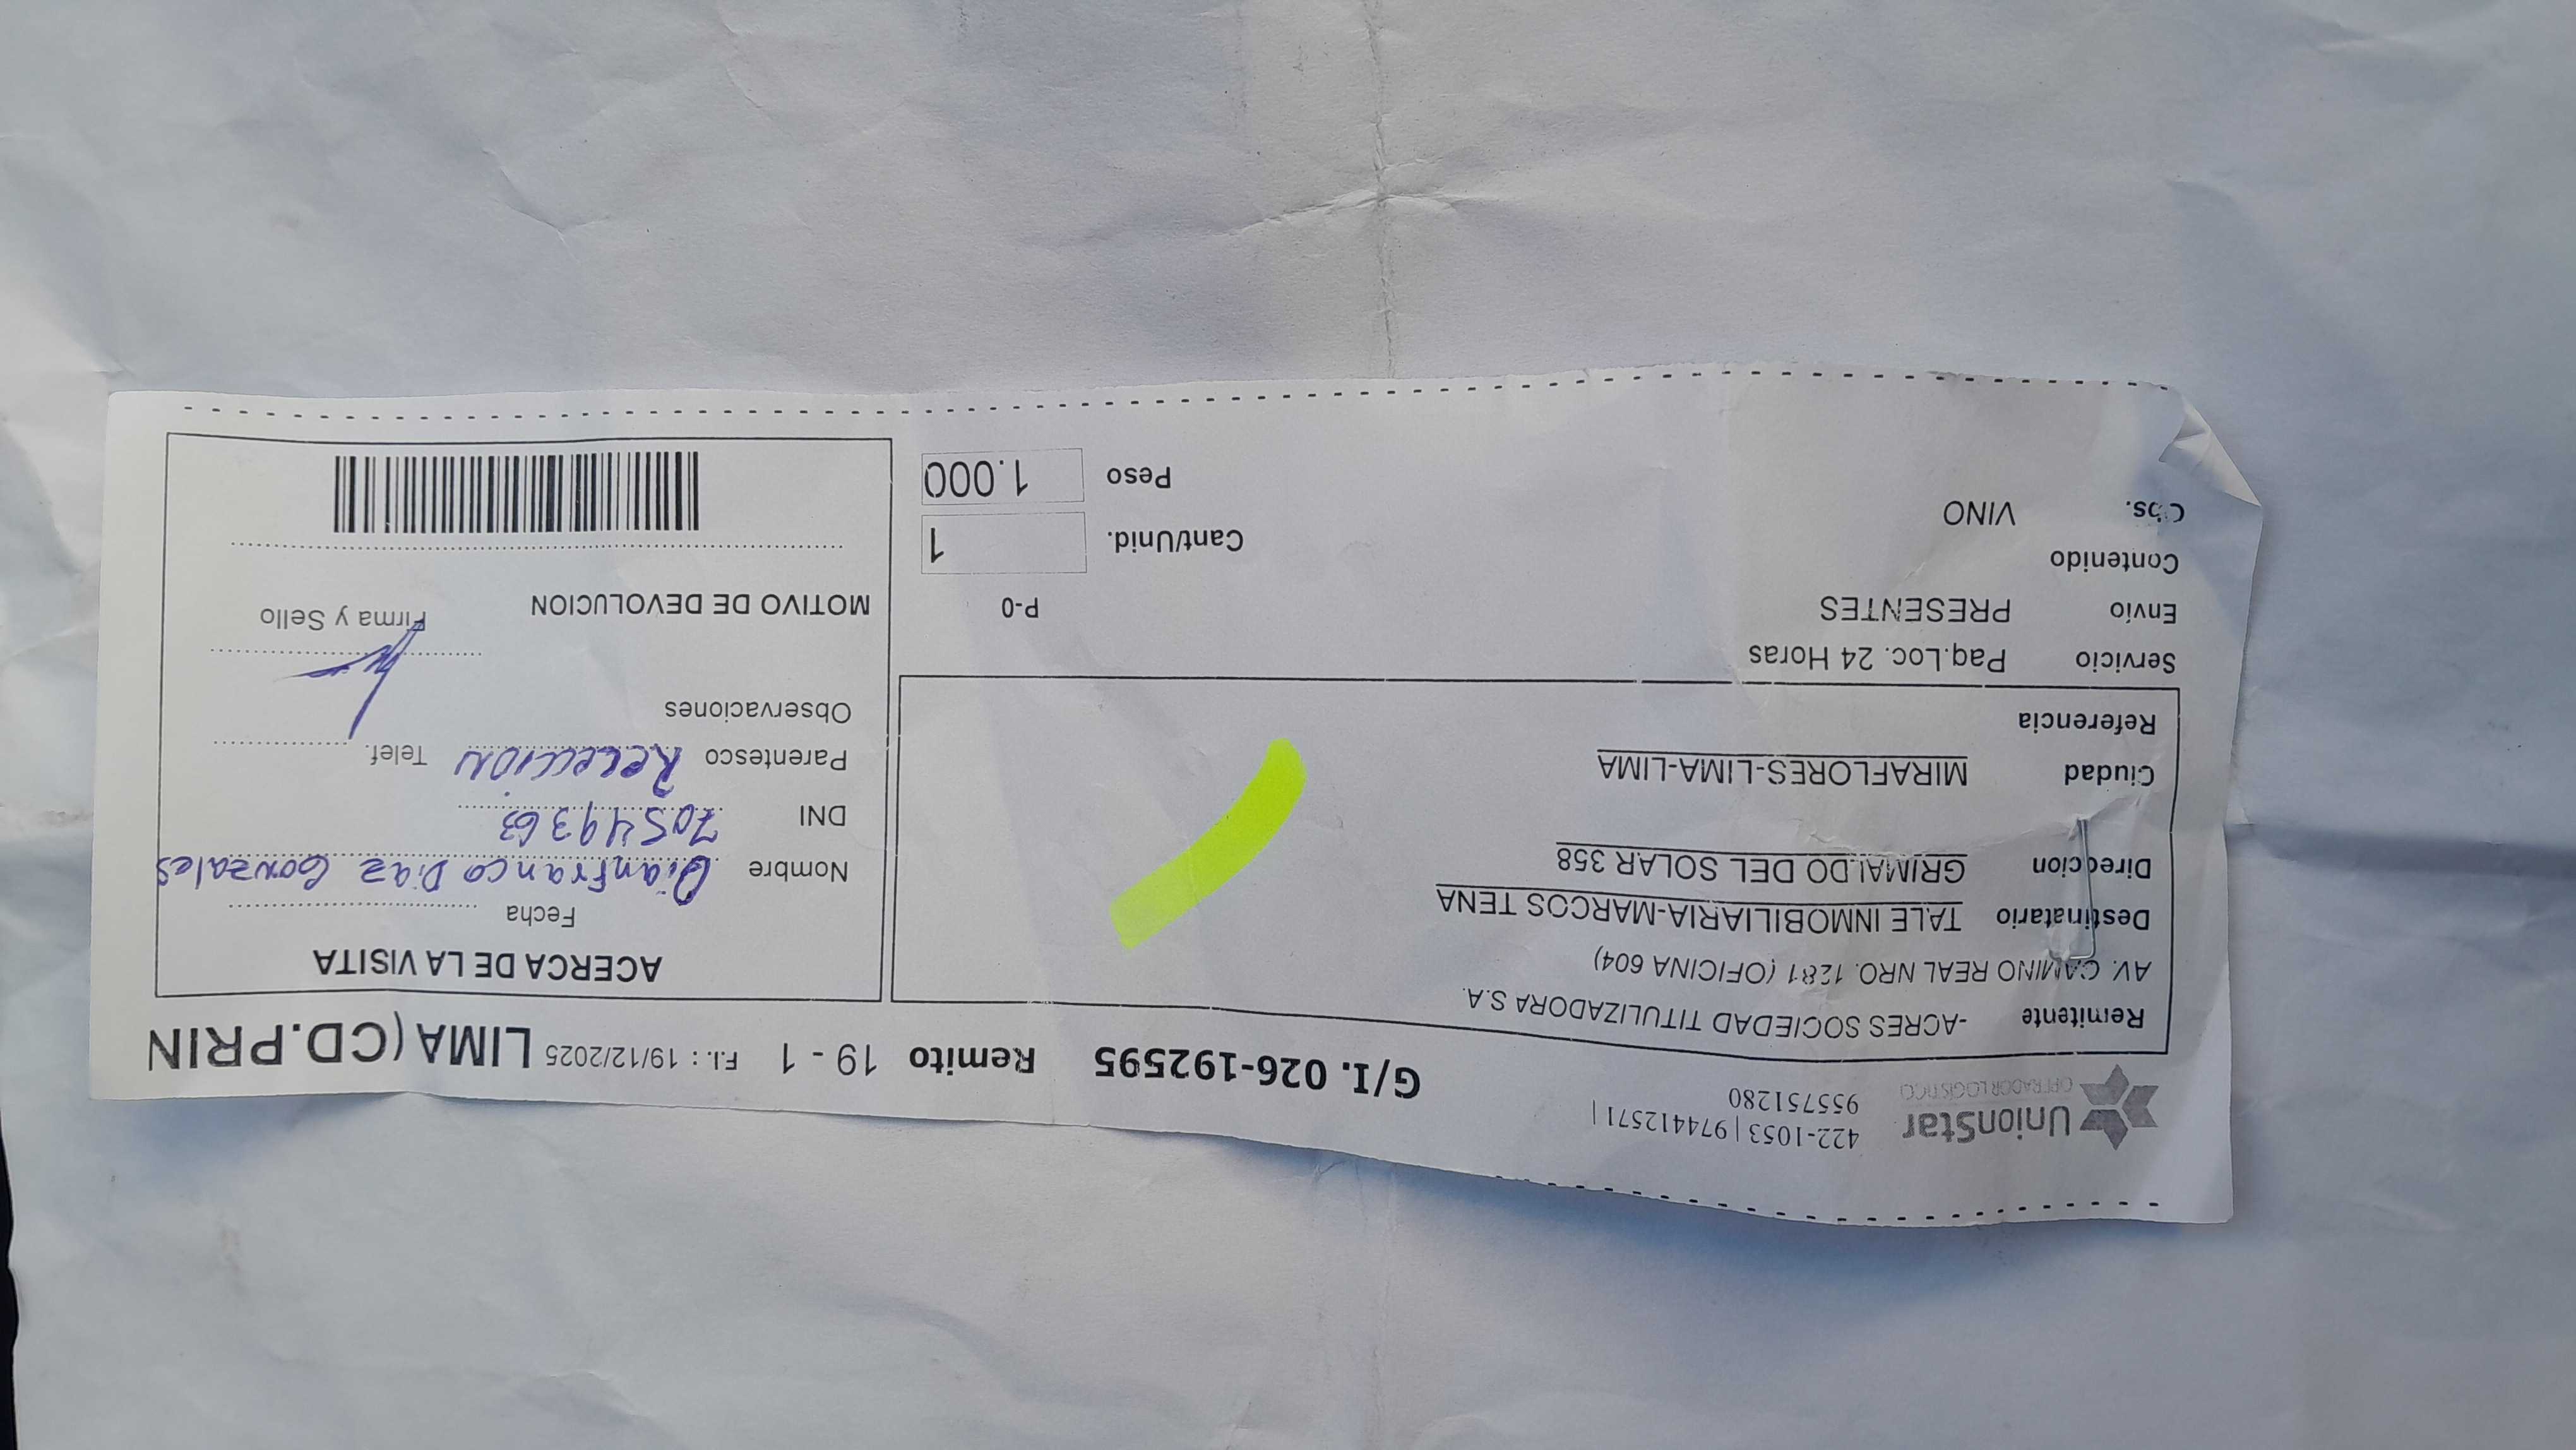 UnionStar
OPERADOR LOGISTICO
422-1053 | 974412571 |
955751280
G/I. 026-192595 Remito 19 - 1 F.I. : 19/12/2025 LIMA (CD.PRIN
Remitente -ACRES SOCIEDAD TITULIZADORA S.A.
AV. CAMINO REAL NRO. 1281 (OFICINA 604)
Destinatario TALE INMOBILIARIA-MARCOS TENA
Direccion GRIMALDO DEL SOLAR 358
Ciudad MIRAFLORES-LIMA-LIMA
Referencia
Servicio Paq.Loc. 24 Horas
Envío PRESENTES
P-0
Contenido
Cant/Unid. 1
Obs. VINO
Peso 1.000
ACERCA DE LA VISITA
Fecha
Nombre Gianfranco Diaz Gonzales
DNI 70549363
Parentesco Recepcion Telef.
Observaciones
Firma y Sello
MOTIVO DE DEVOLUCION